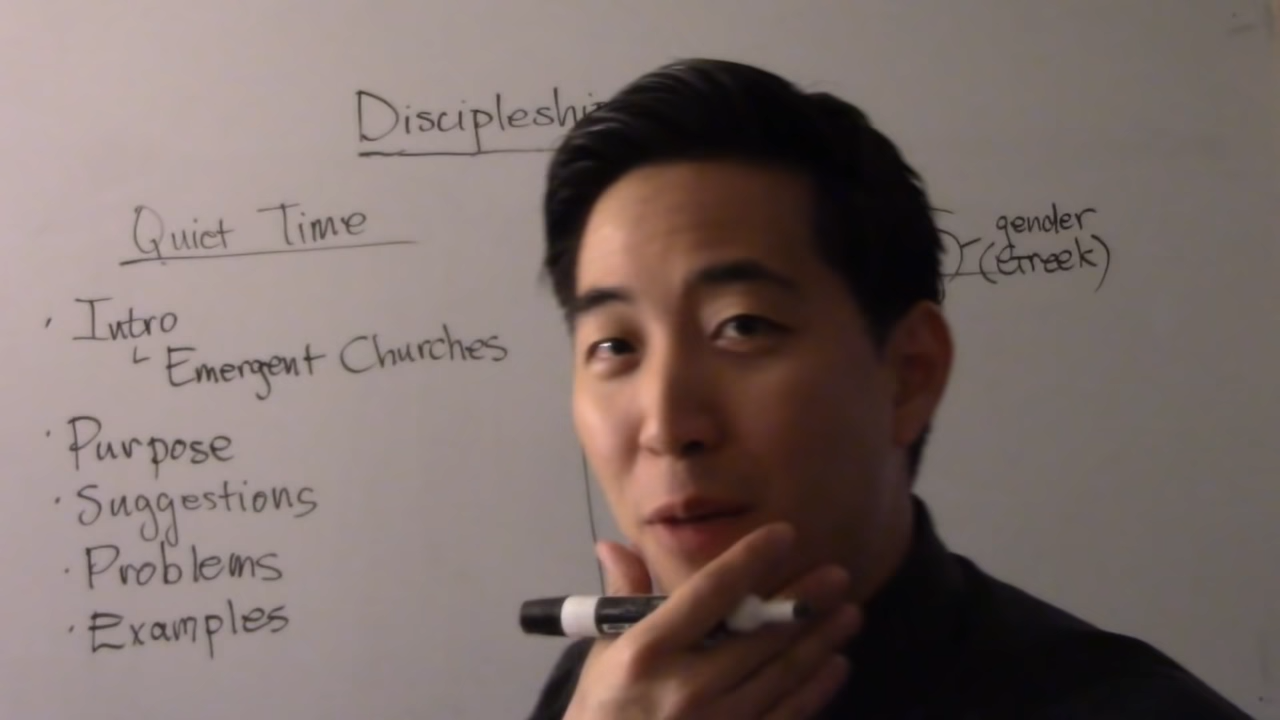 Discipleshi
Quiet Time
· Intro
└ Emergent Churches
· Purpose
· Suggestions
· Problems
· Examples
gender
(Greek)